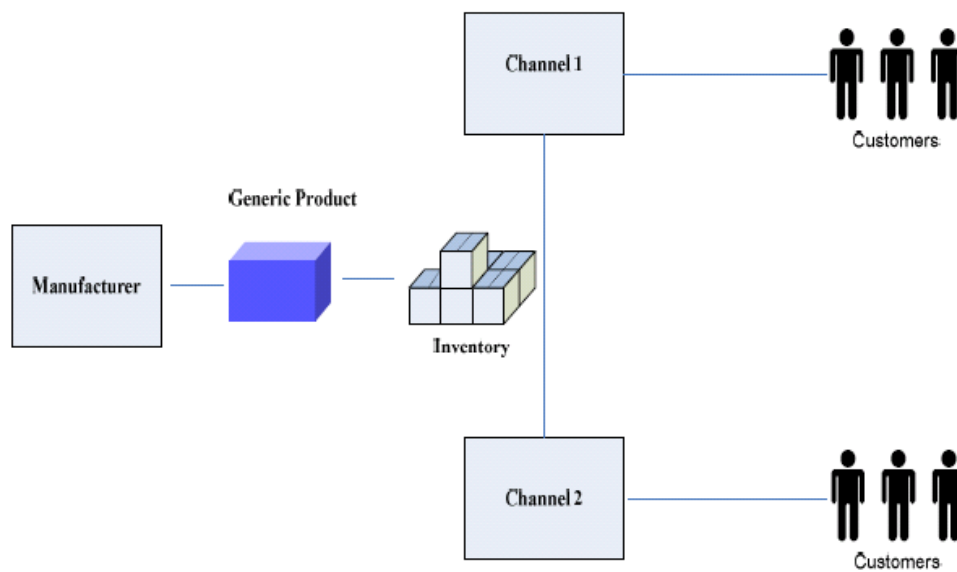 Channel 1
Customers
Generic Product
Manufacturer
Inventory
Channel 2
Customers